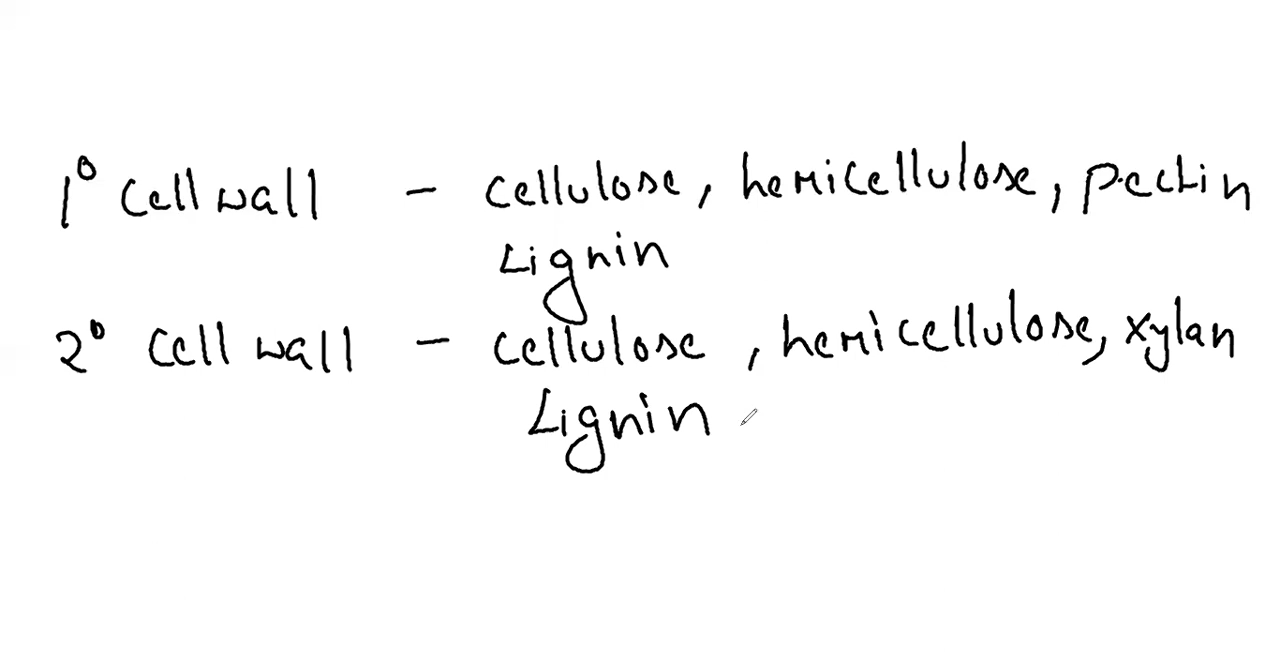 1° Cell wall - cellulose, hemicellulose, pectin
Lignin
2° Cell wall - cellulose, hemicellulose, xylan
Lignin